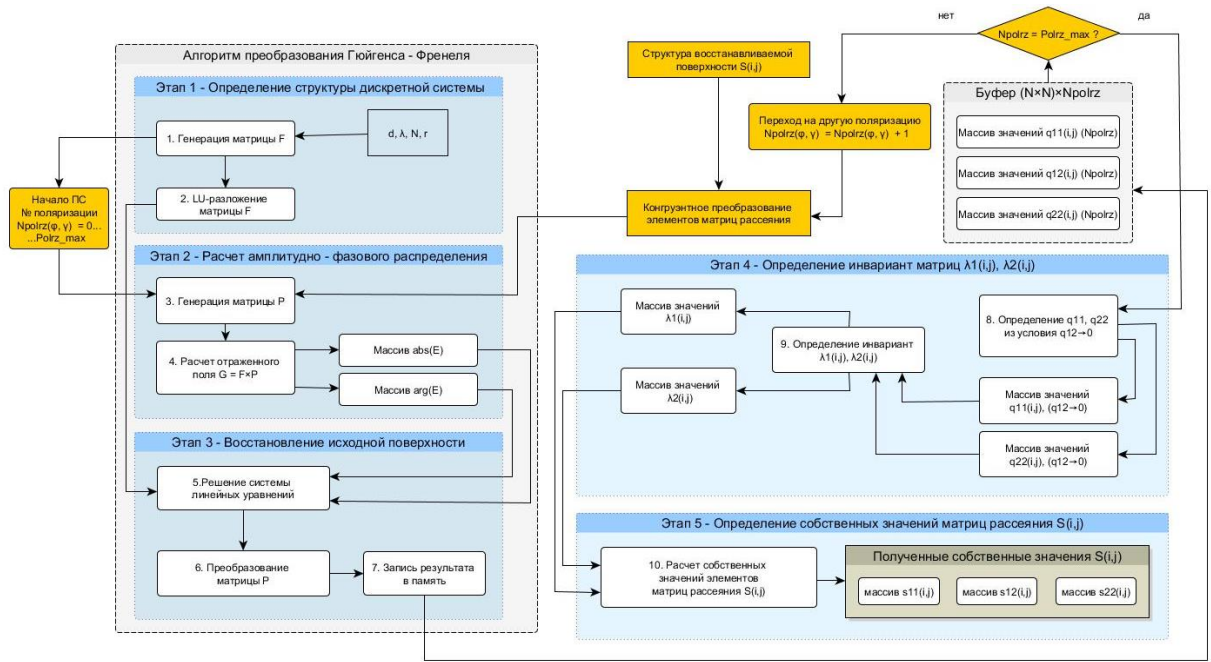 Алгоритм преобразования Гюйгенса - Френеля
Этап 1 - Определение структуры дискретной системы
1. Генерация матрицы F
d, λ, N, r
2. LU-разложение
матрицы F
Начало ПС
№ поляризации
Npolrz(φ, γ) = 0...
...Polrz_max
Этап 2 - Расчет амплитудно - фазового распределения
3. Генерация матрицы P
4. Расчет отраженного
поля G = F×P
Массив abs(E)
Массив arg(E)
Этап 3 - Восстановление исходной поверхности
5.Решение системы
линейных уравнений
6. Преобразование
матрицы P
7. Запись результата
в память
Структура восстанавливаемой
поверхности S(i,j)
Переход на другую поляризацию
Npolrz(φ, γ) = Npolrz(φ, γ) + 1
Конгруэнтное преобразование
элементов матриц рассеяния
нет
да
Npolrz = Polrz_max ?
Буфер (N×N)×Npolrz
Массив значений q11(i,j) (Npolrz)
Массив значений q12(i,j) (Npolrz)
Массив значений q22(i,j) (Npolrz)
Этап 4 - Определение инвариант матриц λ1(i,j), λ2(i,j)
Массив значений
λ1(i,j)
Массив значений
λ2(i,j)
9. Определение инвариант
λ1(i,j), λ2(i,j)
8. Определение q11, q22
из условия q12→0
Массив значений
q11(i,j), (q12→0)
Массив значений
q22(i,j), (q12→0)
Этап 5 - Определение собственных значений матриц рассеяния S(i,j)
10. Расчет собственных
значений элементов
матриц рассеяния S(i,j)
Полученные собственные значения S(i,j)
массив s11(i,j)
массив s12(i,j)
массив s22(i,j)